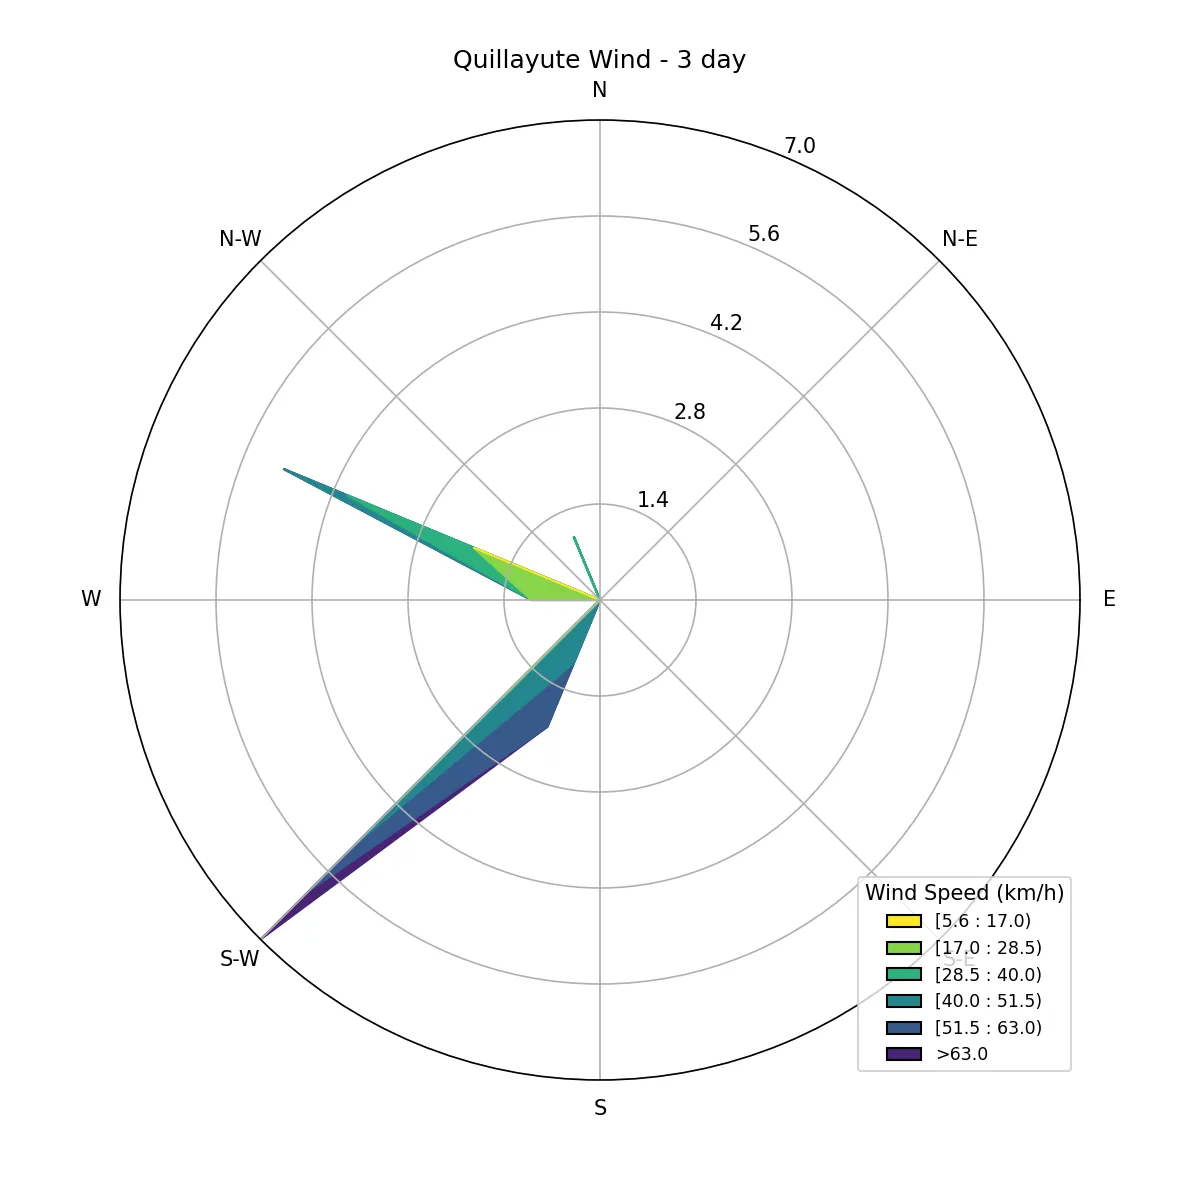 Quillayute Wind - 3 day
N
7.0
5.6
N-W
N-E
4.2
2.8
1.4
W
E
S-W
S-E
S
Wind Speed (km/h)
[5.6 : 17.0)
[17.0 : 28.5)
[28.5 : 40.0)
[40.0 : 51.5)
[51.5 : 63.0)
>63.0